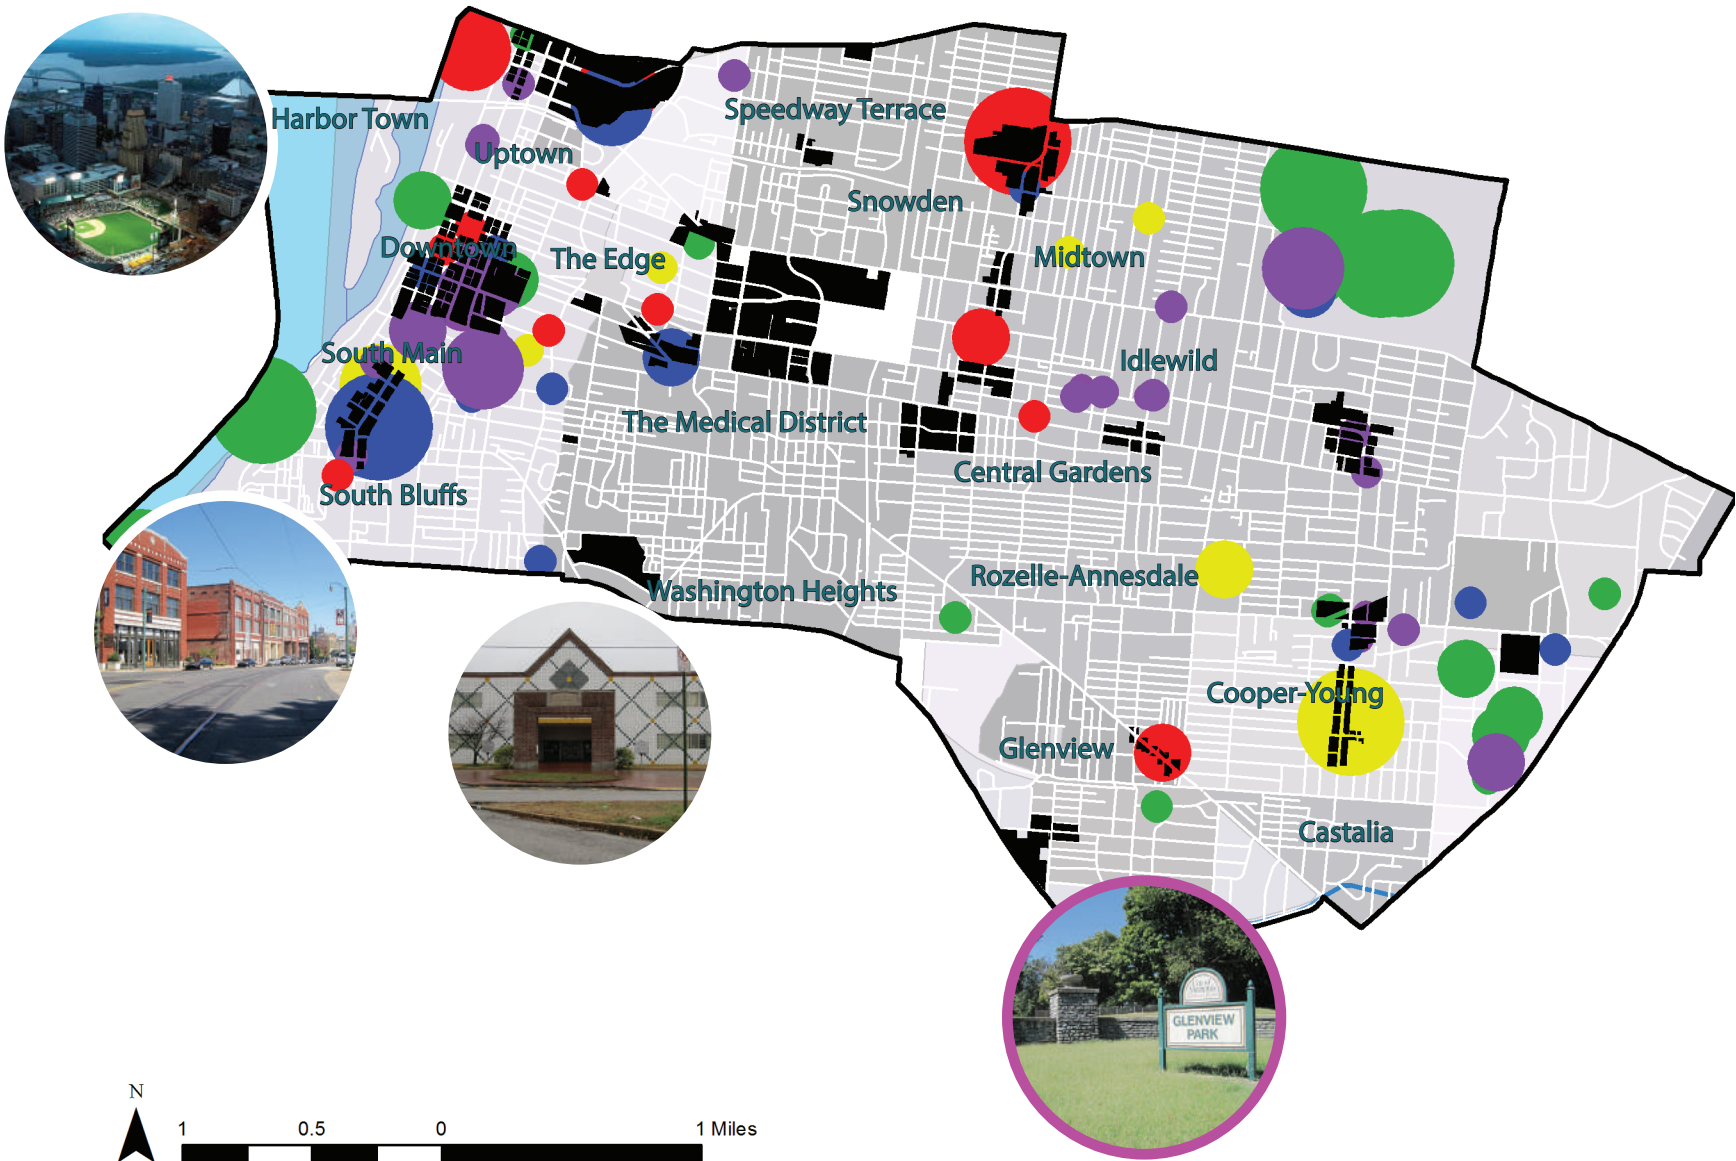 Harbor Town
Speedway Terrace
Uptown
Snowden
Downtown
The Edge
Midtown
South Main
Idlewild
The Medical District
Central Gardens
South Bluffs
Rozelle-Annesdale
Washington Heights
Cooper-Young
Glenview
Castalia
GLENVIEW
PARK
N
1 0.5 0 1 Miles